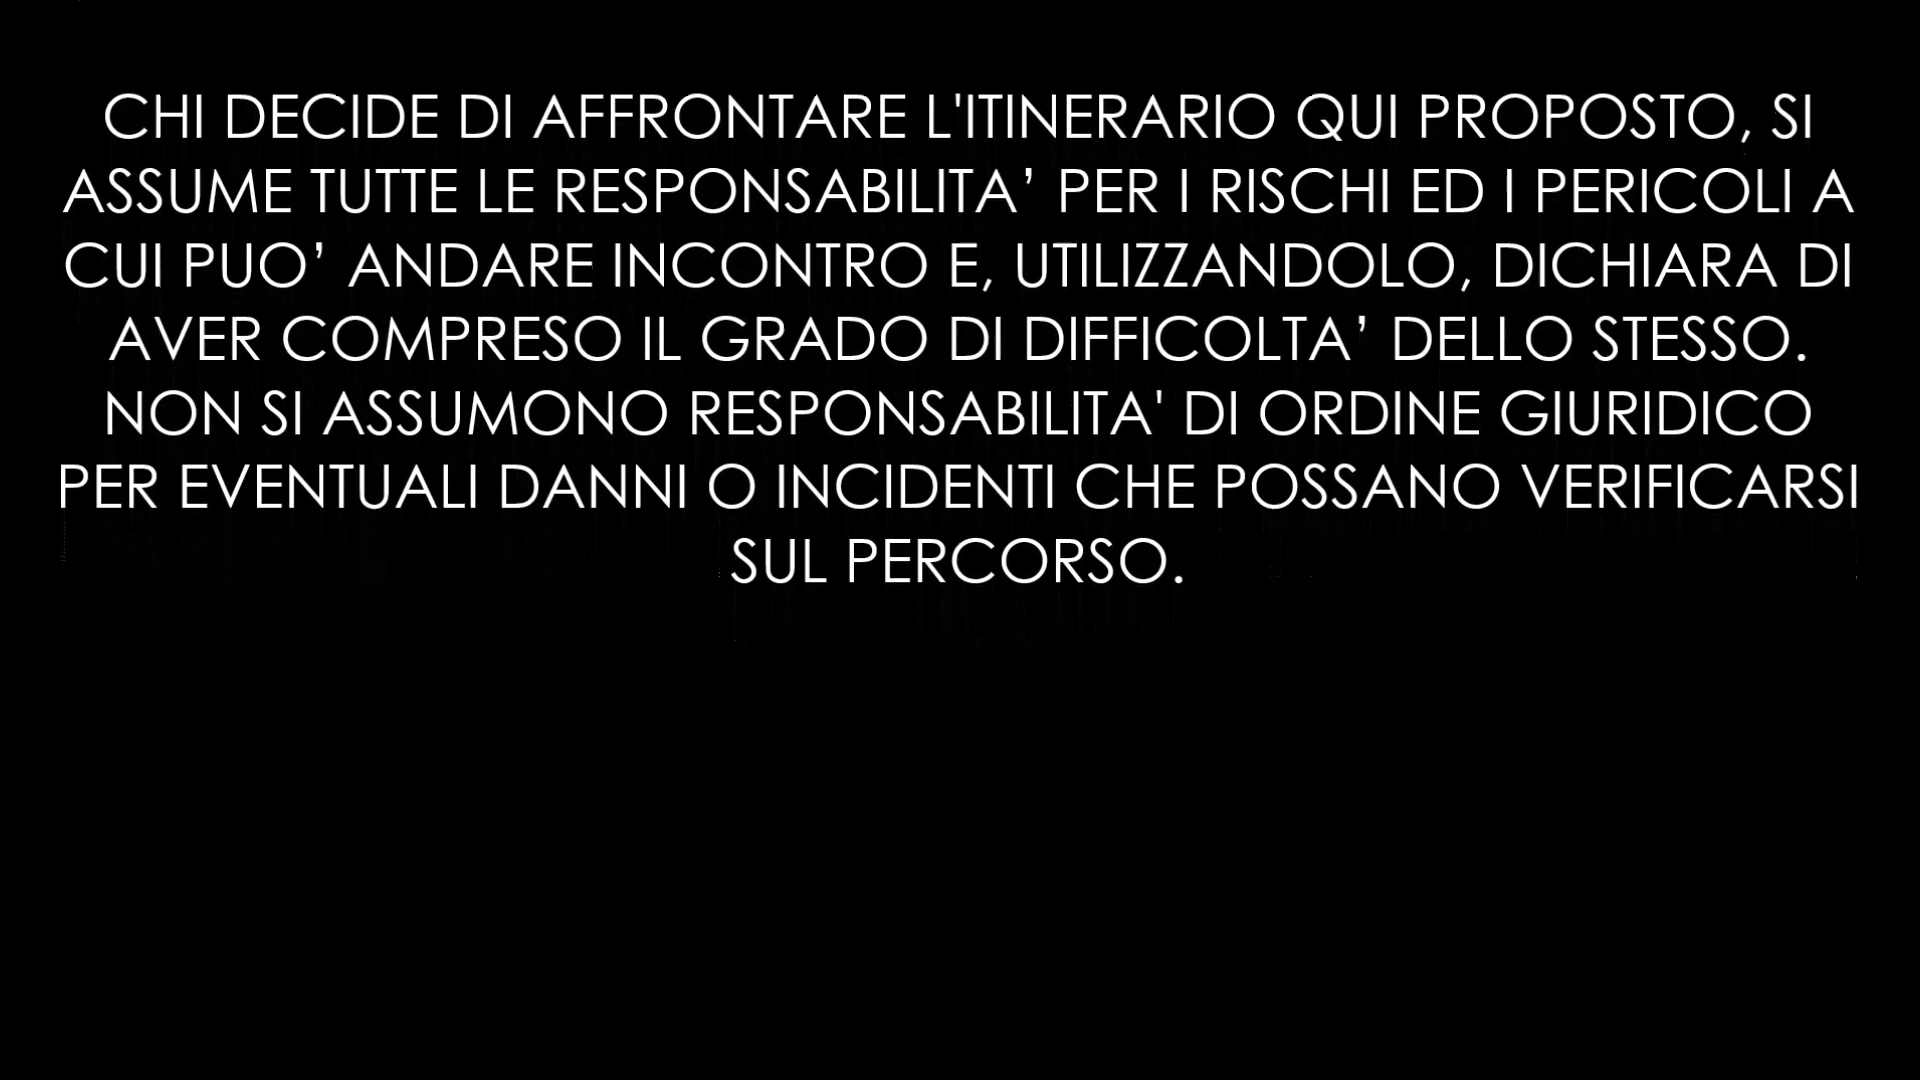 CHI DECIDE DI AFFRONTARE L'ITINERARIO QUI PROPOSTO, SI
ASSUME TUTTE LE RESPONSABILITA’ PER I RISCHI ED I PERICOLI A
CUI PUO’ ANDARE INCONTRO E, UTILIZZANDOLO, DICHIARA DI
AVER COMPRESO IL GRADO DI DIFFICOLTA’ DELLO STESSO.
NON SI ASSUMONO RESPONSABILITA' DI ORDINE GIURIDICO
PER EVENTUALI DANNI O INCIDENTI CHE POSSANO VERIFICARSI
SUL PERCORSO.